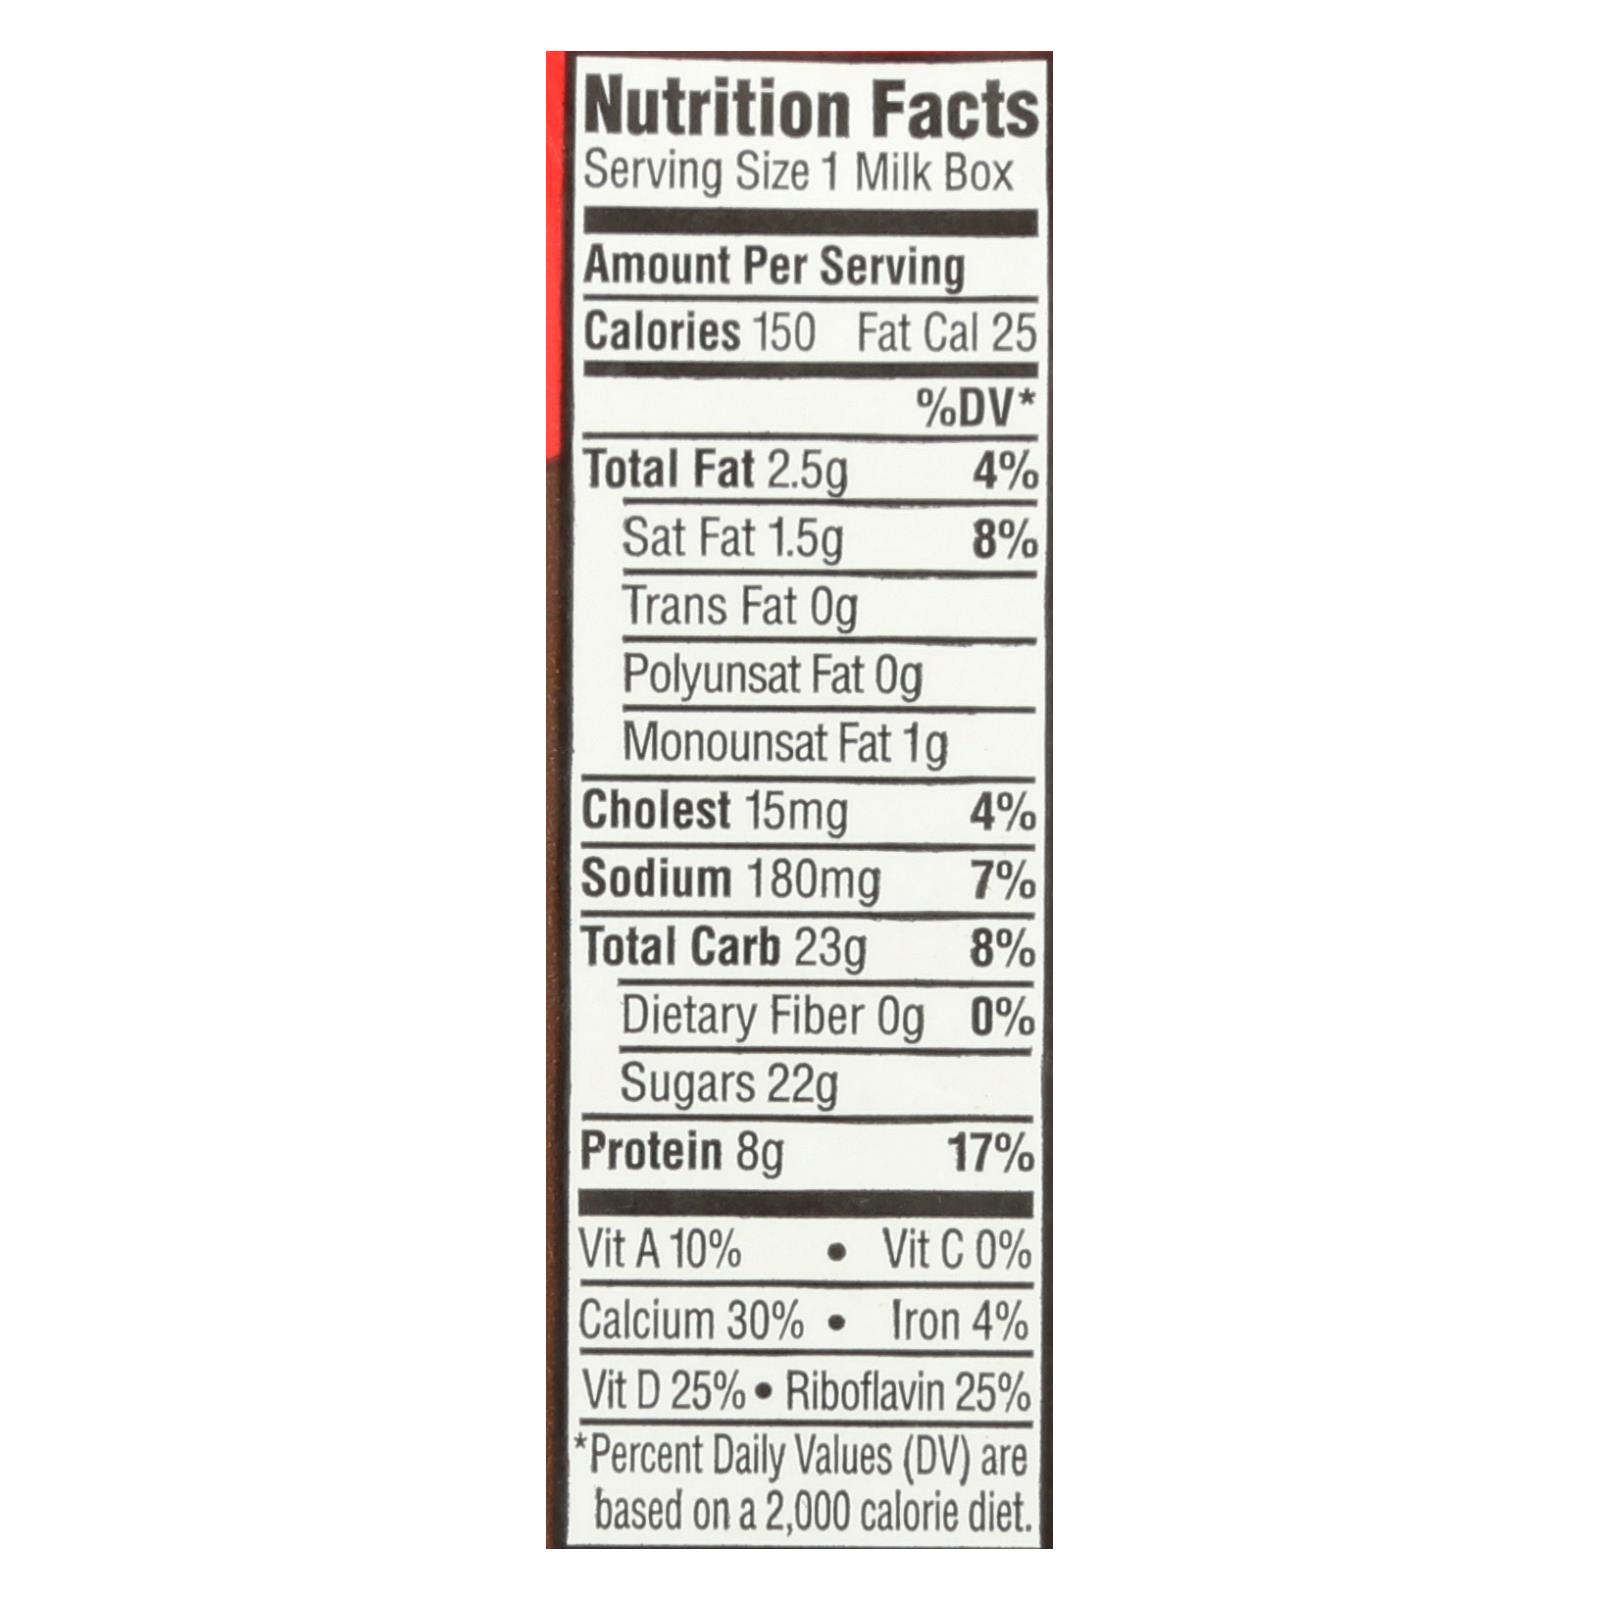 Nutrition Facts
Serving Size 1 Milk Box
Amount Per Serving
Calories 150 Fat Cal 25
%DV*
Total Fat 2.5g 4%
Sat Fat 1.5g 8%
Trans Fat 0g
Polyunsat Fat 0g
Monounsat Fat 1g
Cholest 15mg 4%
Sodium 180mg 7%
Total Carb 23g 8%
Dietary Fiber 0g 0%
Sugars 22g
Protein 8g 17%
Vit A 10% • Vit C 0%
Calcium 30% • Iron 4%
Vit D 25% • Riboflavin 25%
*Percent Daily Values (DV) are
based on a 2,000 calorie diet.